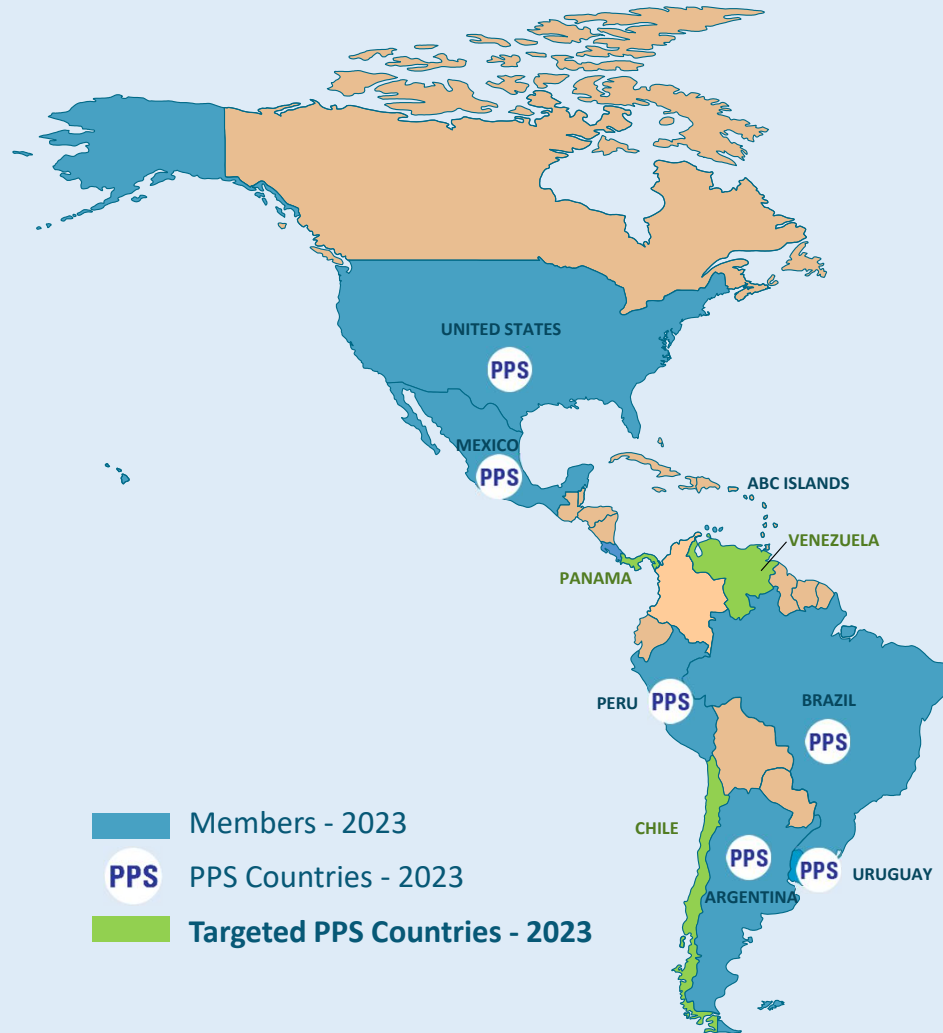 UNITED STATES
PPS
MEXICO
PPS
ABC ISLANDS
VENEZUELA
PANAMA
PERU
PPS
BRAZIL
PPS
CHILE
PPS
ARGENTINA
PPS
URUGUAY
Members - 2023
PPS
PPS Countries - 2023
Targeted PPS Countries - 2023